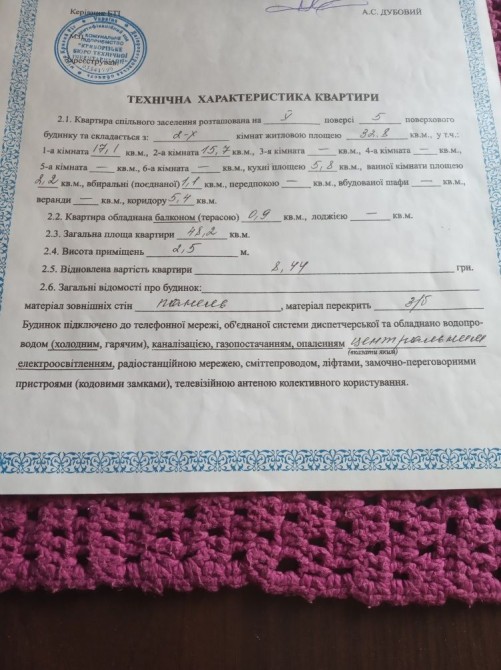 Керівник БТІ А.С. ДУБОВИЙ
М.П.
Україна
КОМУНАЛЬНЕ
ПІДПРИЄМСТВО
БЮРО ТЕХНІЧНОЇ
ТЕХНІЧНА ХАРАКТЕРИСТИКА КВАРТИРИ
2.1. Квартира спільного заселення розташована на V поверсі 5 поверхового
будинку та складається з: 2-х кімнат житловою площею 32.8 кв.м., у т.ч.:
1-а кімната 17,1 кв.м., 2-а кімната 15,7 кв.м., 3-я кімната — кв.м., 4-а кімната — кв.м.,
5-а кімната — кв.м., 6-а кімната — кв.м., кухні площею 5,8 кв.м., ванної кімнати площею
2,2 кв.м., вбиральні (поєднаної) 1,1 кв.м., передпокою — кв.м., вбудованої шафи — кв.м.,
веранди — кв.м., коридору 5,4 кв.м.
2.2. Квартира обладнана балконом (терасою) 0,9 кв.м., лоджією — кв.м.
2.3. Загальна площа квартири 48,2 кв.м.
2.4. Висота приміщень 2,5 м.
2.5. Відновлена вартість квартири 8,44 грн.
2.6. Загальні відомості про будинок:
матеріал зовнішніх стін панель, матеріал перекрить з/б
Будинок підключено до телефонної мережі, об'єднаної системи диспетчерської та обладнано водопро-
водом (холодним, гарячим), каналізацією, газопостачанням, опаленням центральнем
(вказати який)
електроосвітленням, радіостанційною мережею, сміттепроводом, ліфтами, замочно-переговорними
пристроями (кодовими замками), телевізійною антеною колективного користування.